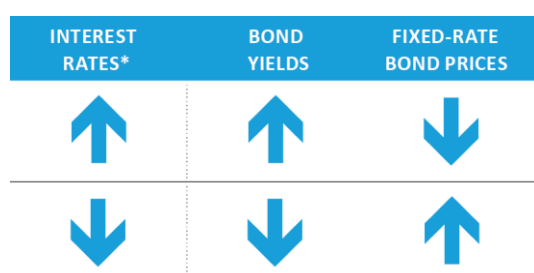 INTEREST
RATES*
BOND
YIELDS
FIXED-RATE
BOND PRICES